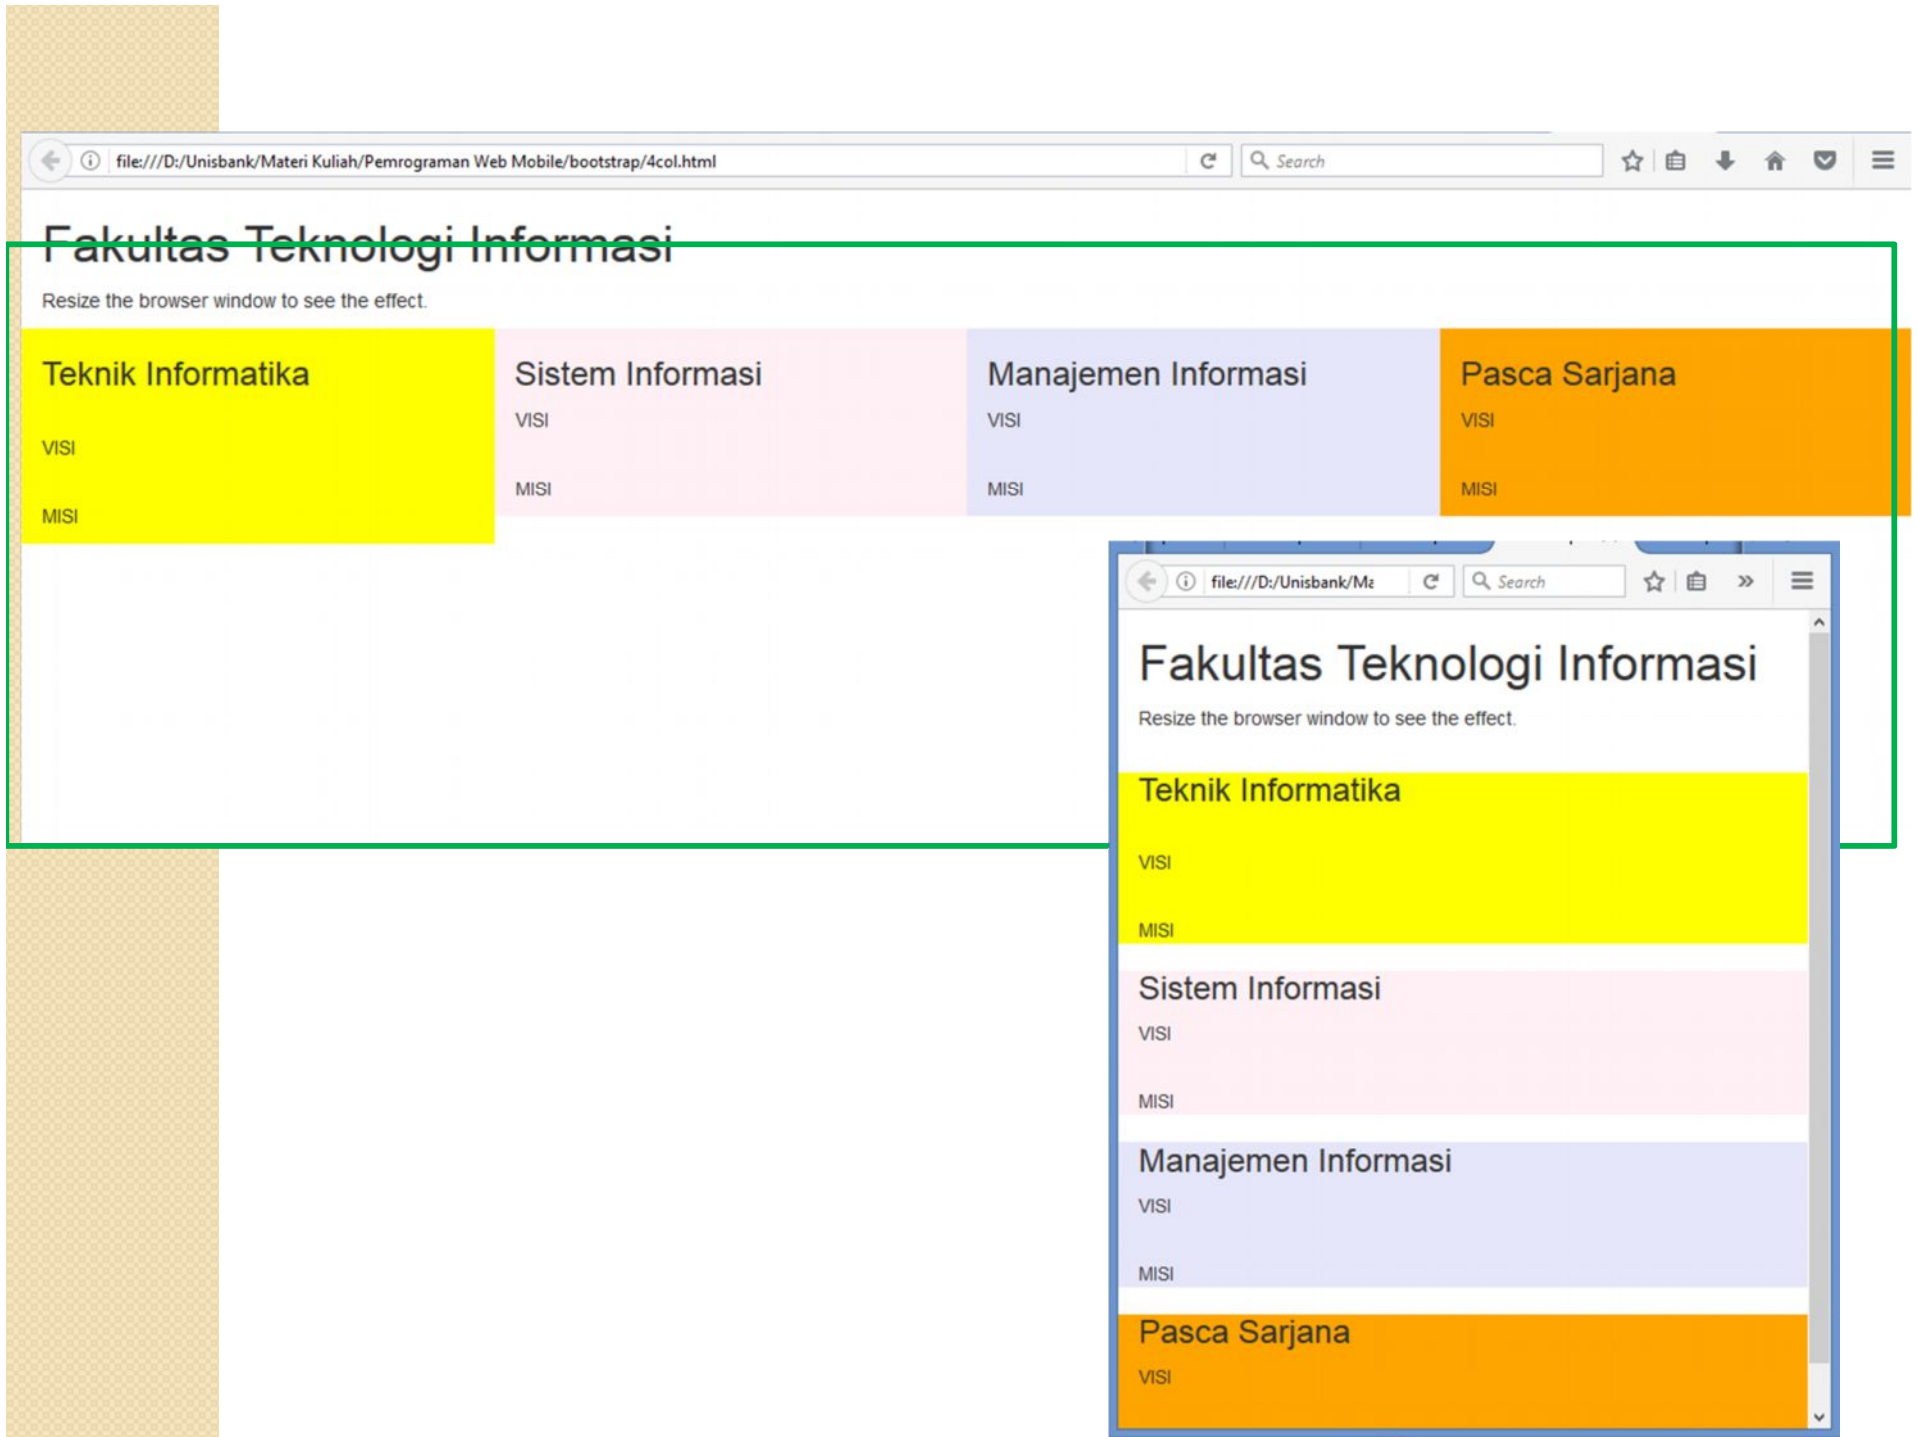 file:///D:/Unisbank/Materi Kuliah/Pemrograman Web Mobile/bootstrap/4col.html
Search
Fakultas Teknologi Informasi
Resize the browser window to see the effect.
Teknik Informatika
VISI
MISI
Sistem Informasi
VISI
MISI
Manajemen Informasi
VISI
MISI
Pasca Sarjana
VISI
MISI
file:///D:/Unisbank/Ma
Search
Fakultas Teknologi Informasi
Resize the browser window to see the effect.
Teknik Informatika
VISI
MISI
Sistem Informasi
VISI
MISI
Manajemen Informasi
VISI
MISI
Pasca Sarjana
VISI